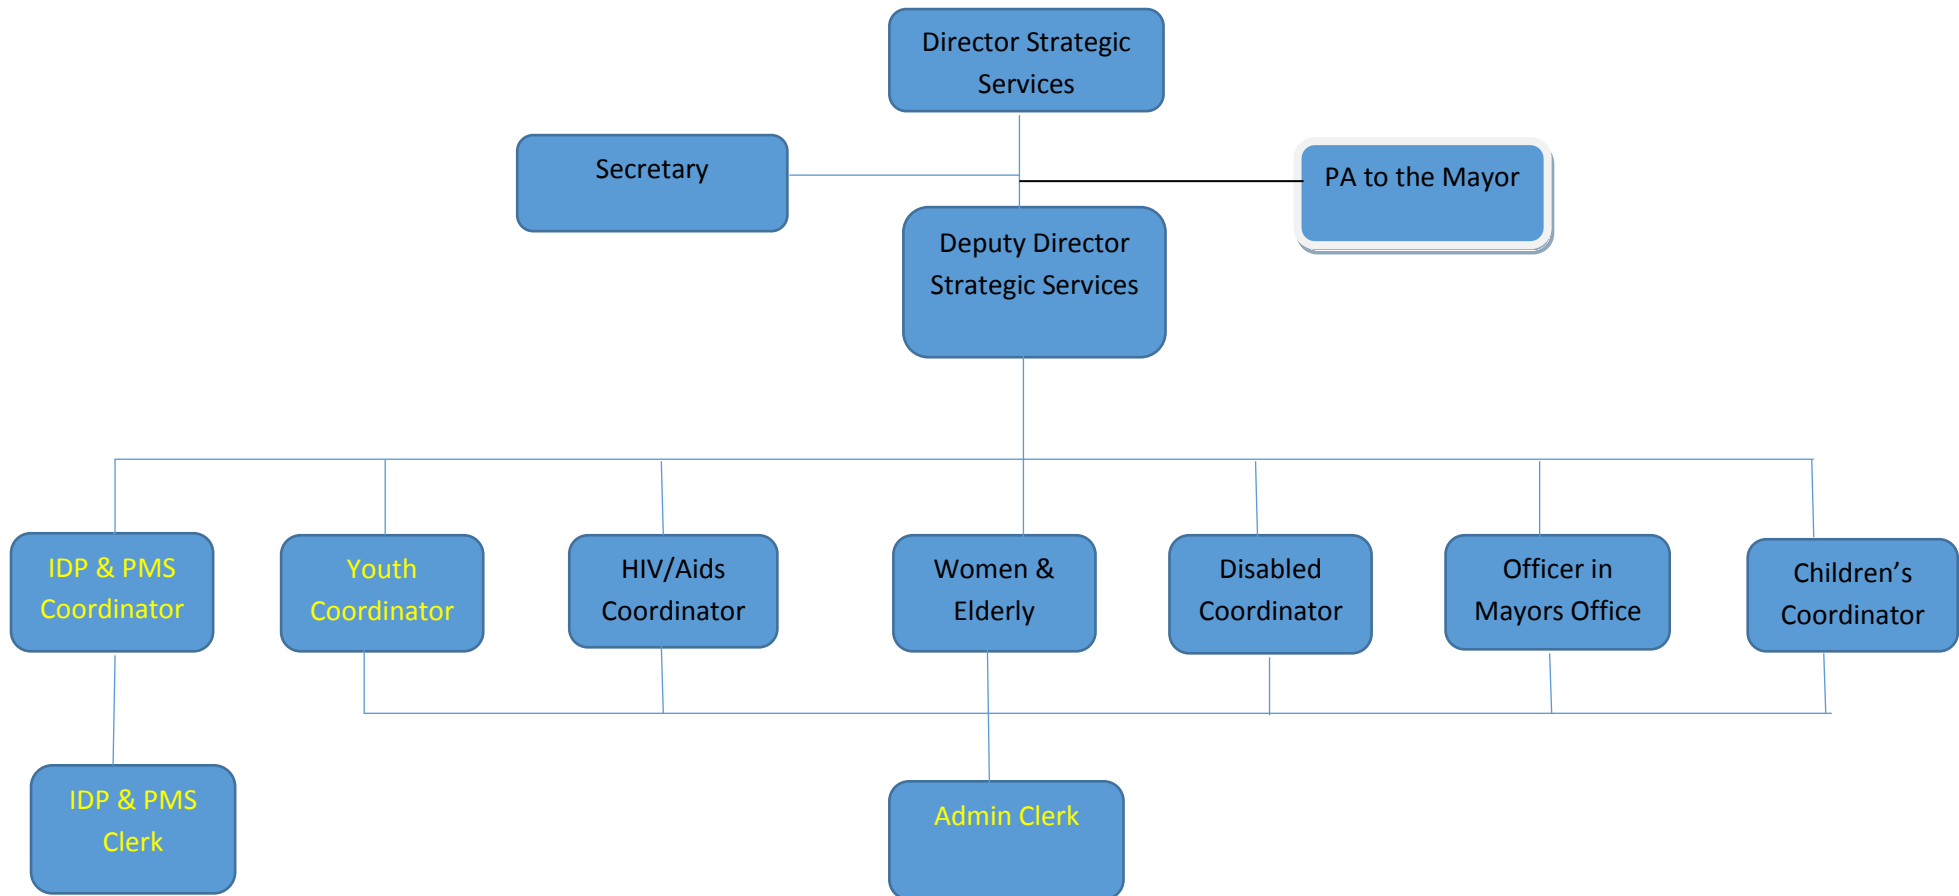 Director Strategic
Services
Secretary
PA to the Mayor
Deputy Director
Strategic Services
IDP & PMS
Coordinator
Youth
Coordinator
HIV/Aids
Coordinator
Women &
Elderly
Disabled
Coordinator
Officer in
Mayors Office
Children’s
Coordinator
IDP & PMS
Clerk
Admin Clerk